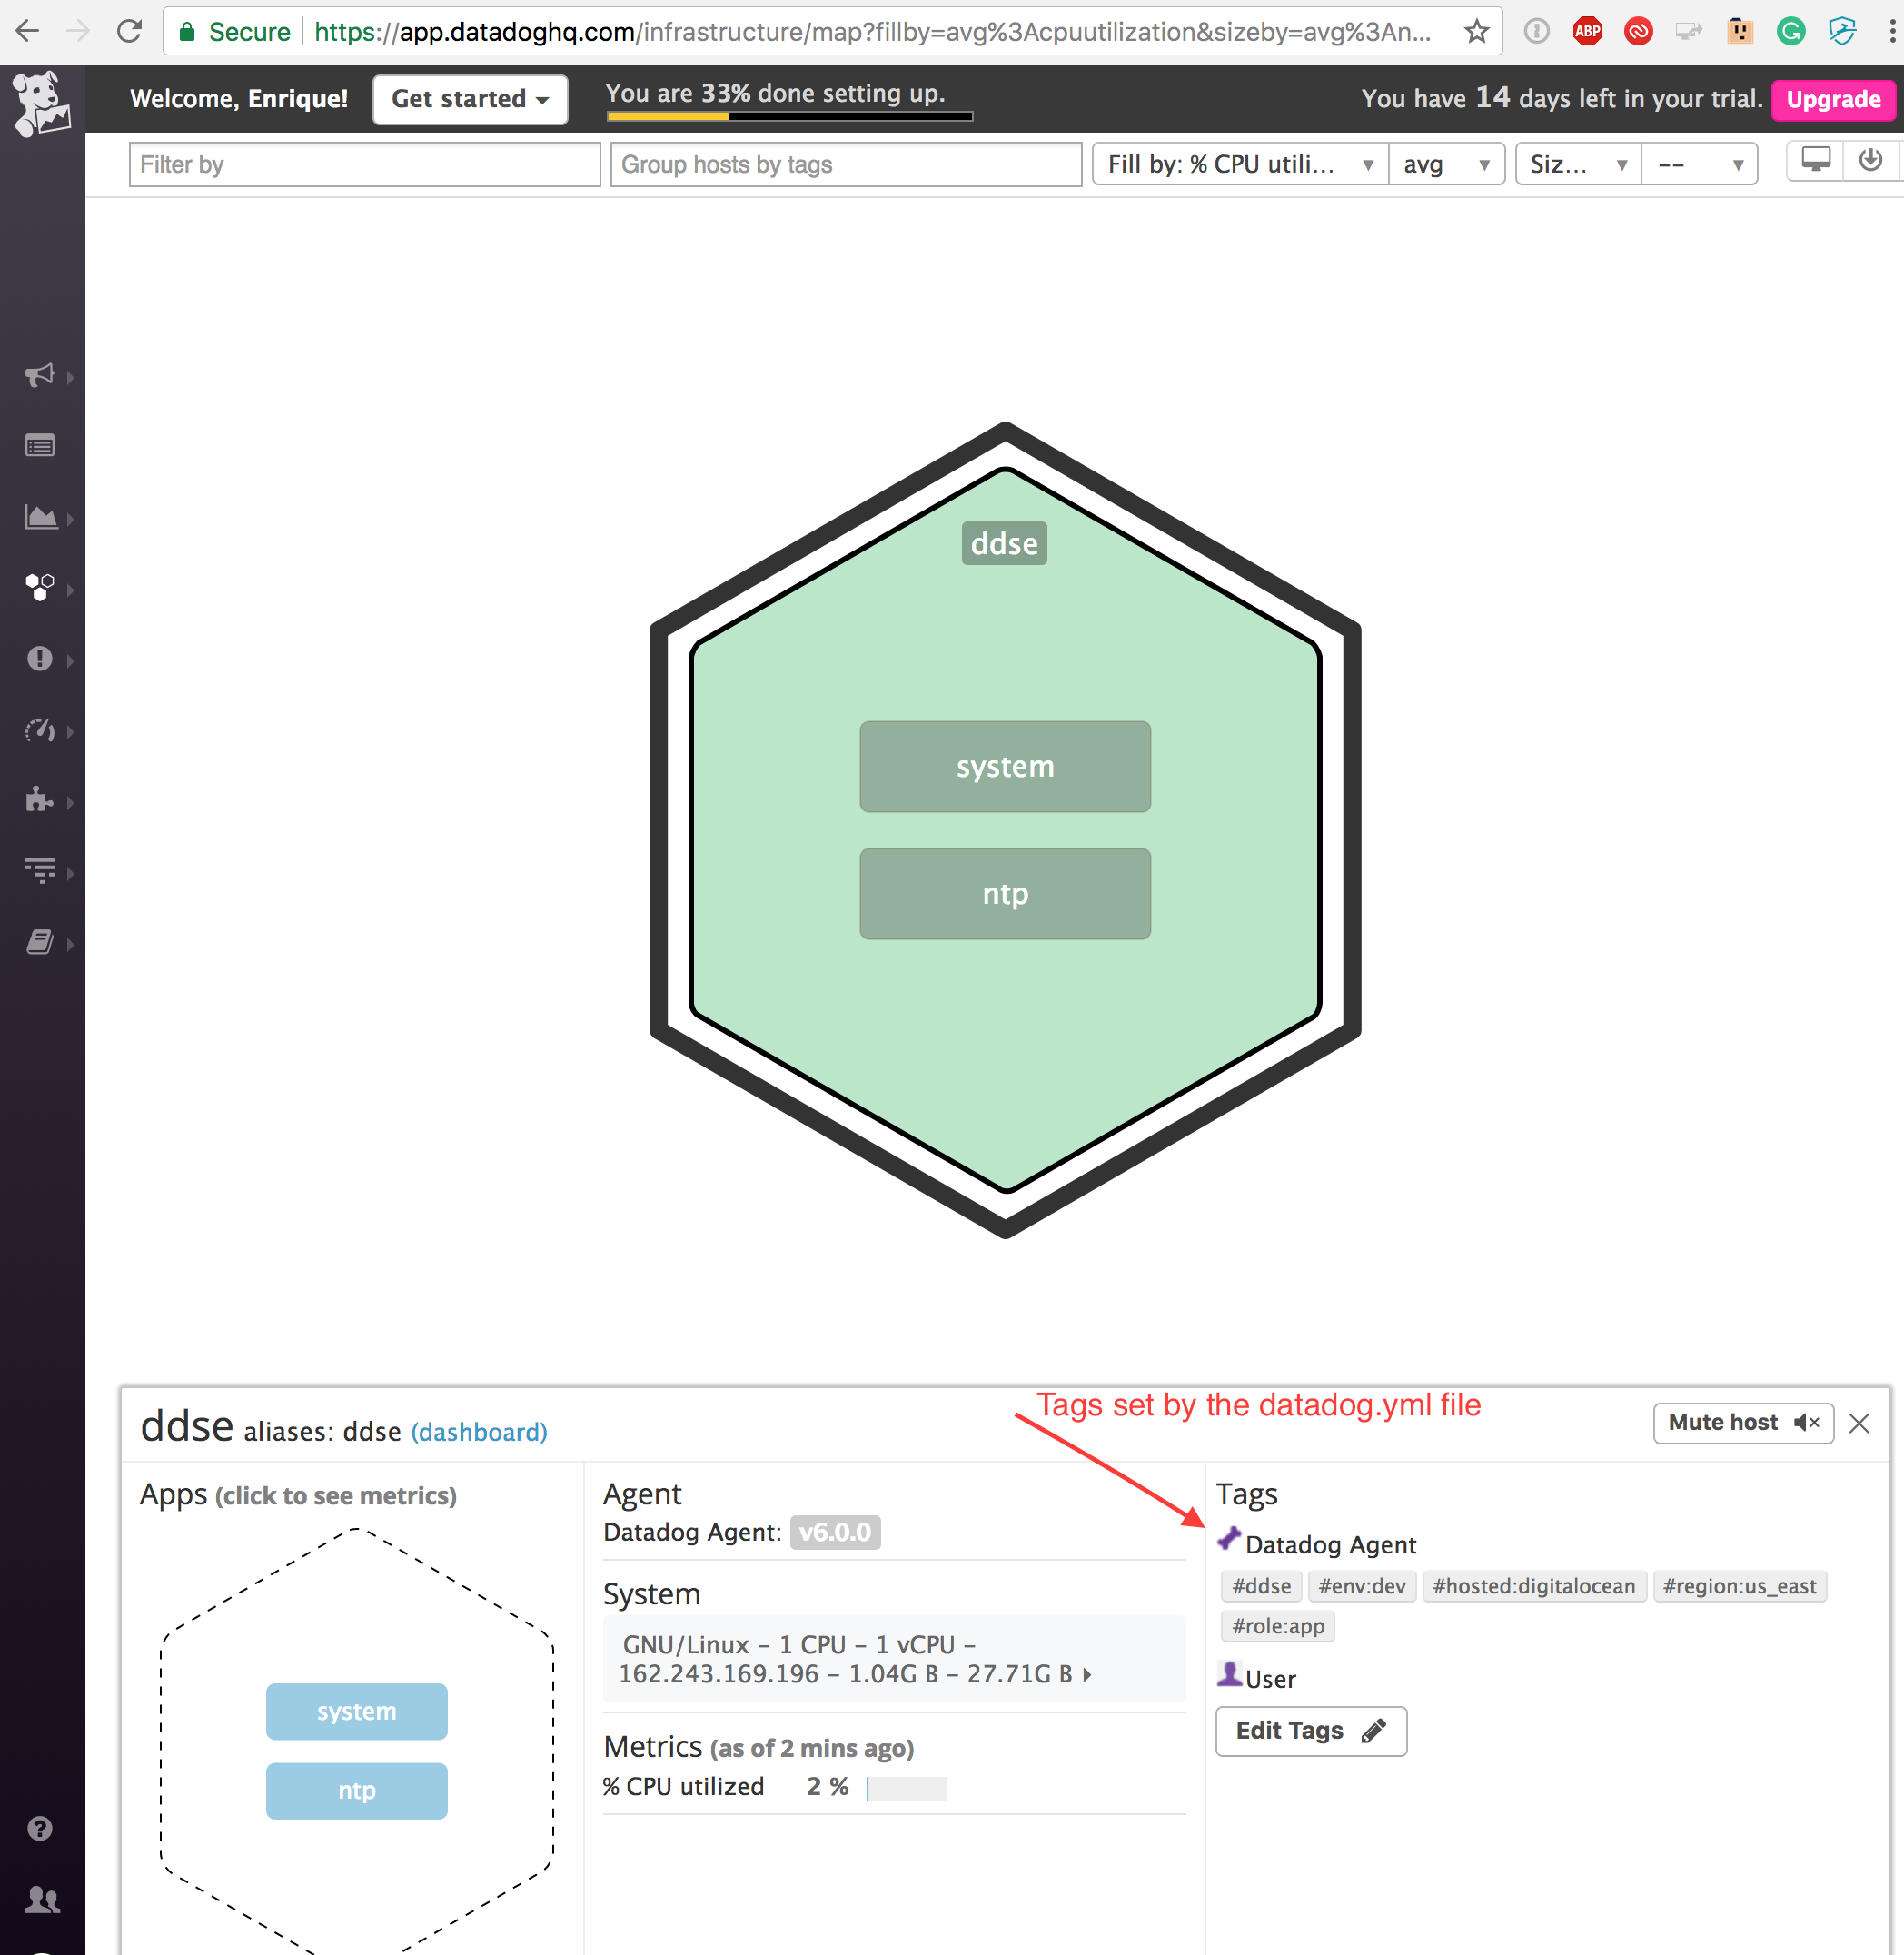 Secure https://app.datadoghq.com/infrastructure/map?fillby=avg%3Acpuutilization&sizeby=avg%3An...
ABP
Welcome, Enrique! Get started You are 33% done setting up. You have 14 days left in your trial. Upgrade
Filter by Group hosts by tags Fill by: % CPU utili... avg Siz... --
ddse
system
ntp
Tags set by the datadog.yml file
ddse aliases: ddse (dashboard) Mute host
Apps (click to see metrics)
system
ntp
Agent
Datadog Agent: v6.0.0
System
GNU/Linux – 1 CPU – 1 vCPU –
162.243.169.196 – 1.04G B – 27.71G B
Metrics (as of 2 mins ago)
% CPU utilized 2 %
Tags
Datadog Agent
#ddse #env:dev #hosted:digitalocean #region:us_east
#role:app
User
Edit Tags